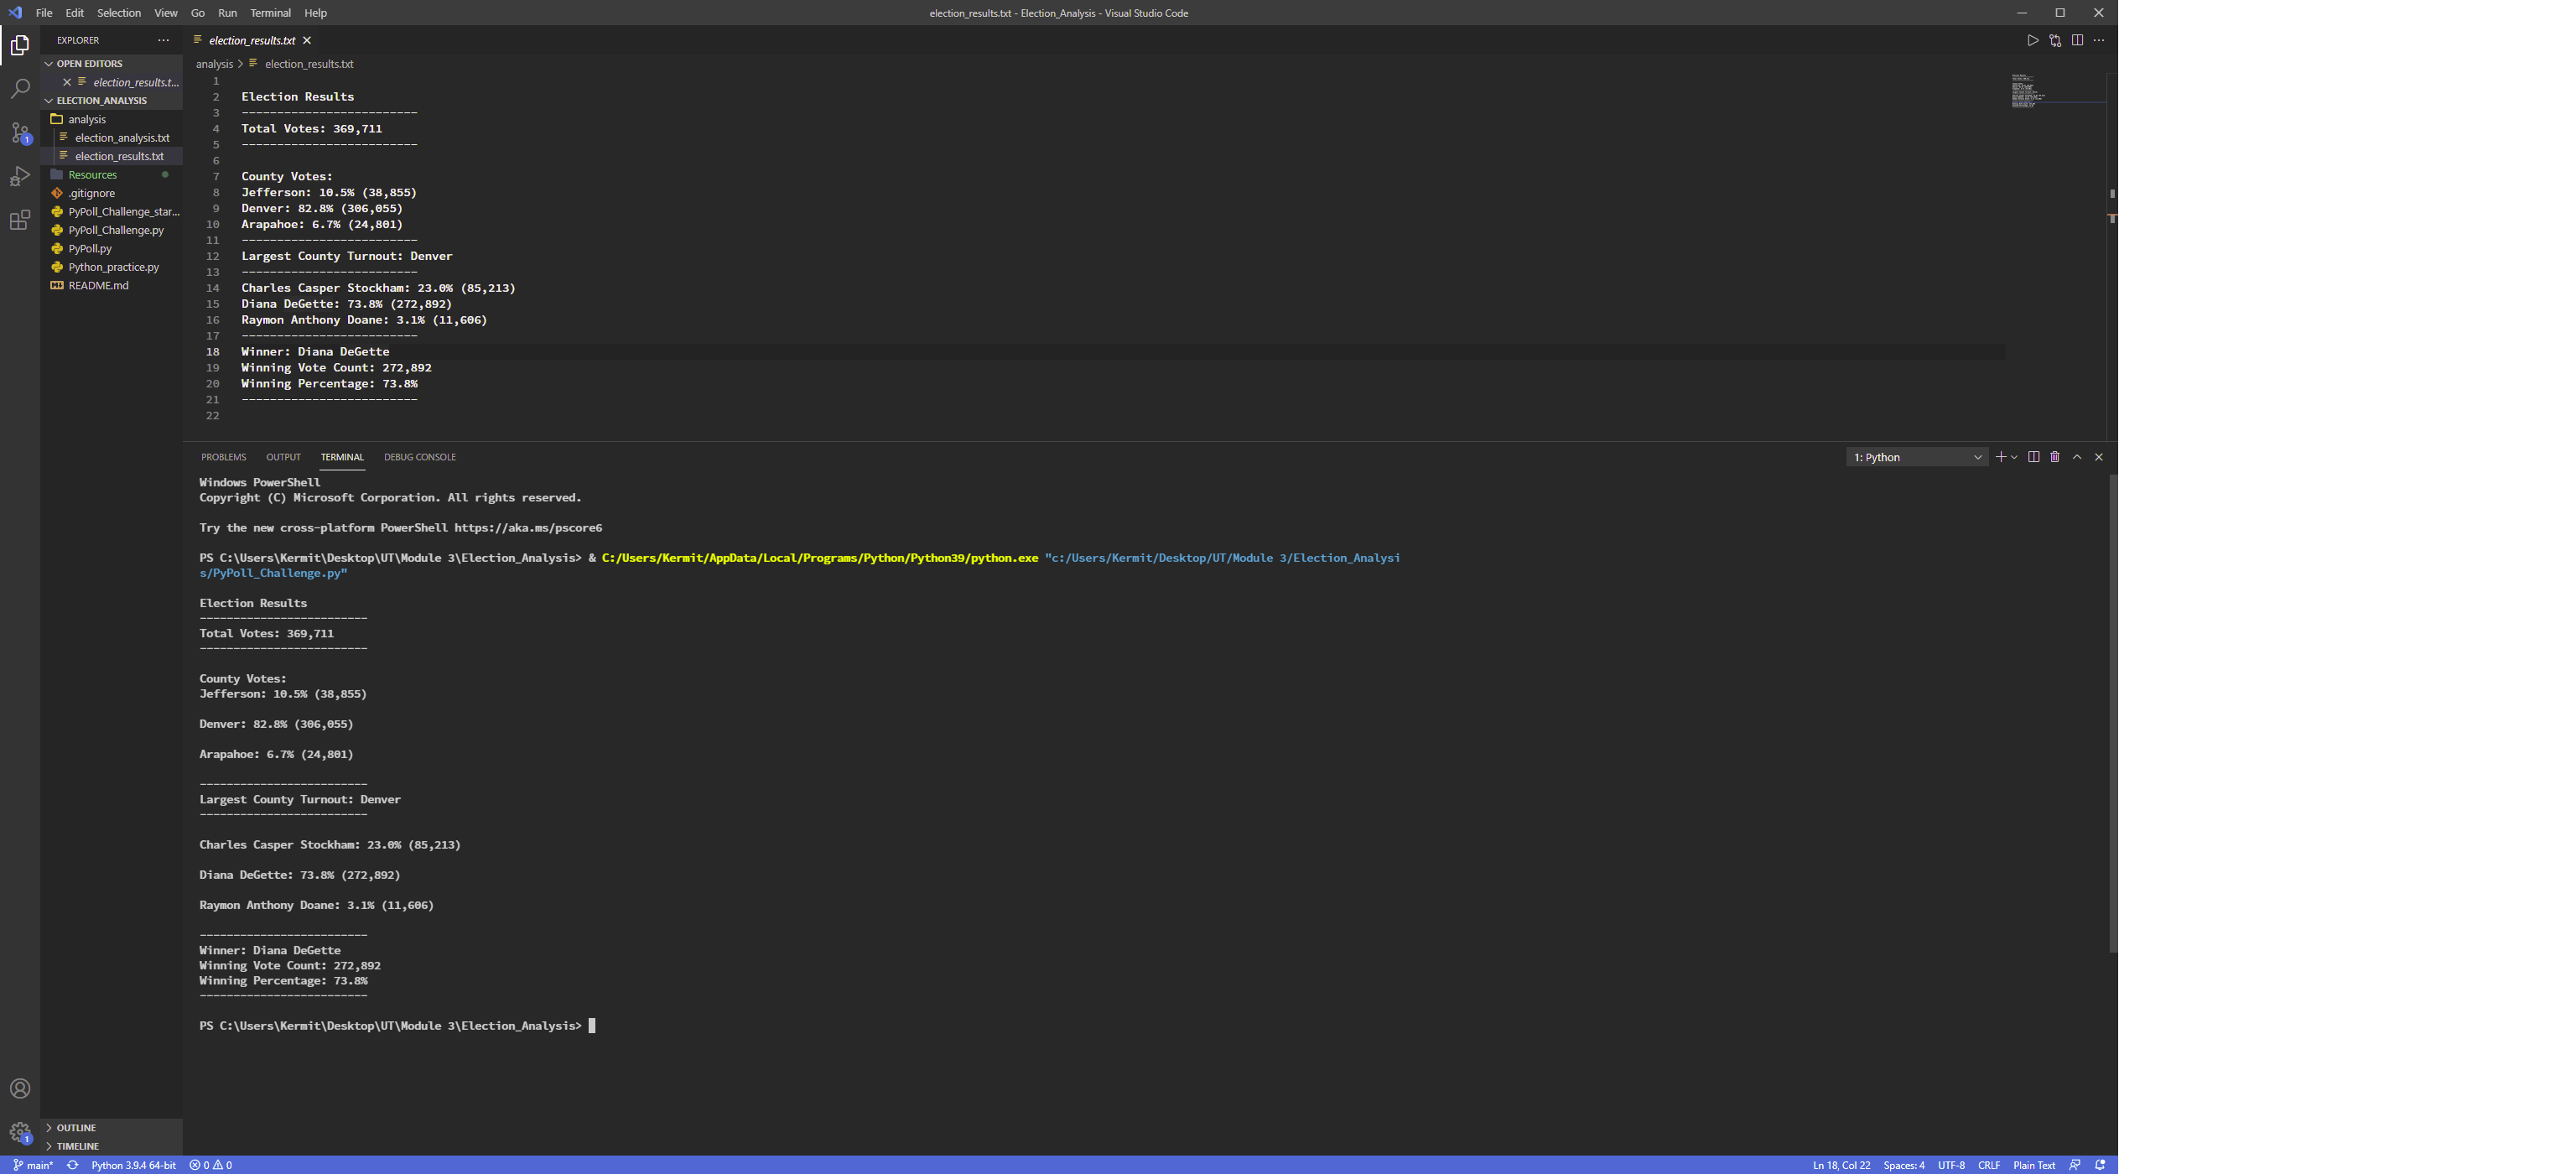 File Edit Selection View Go Run Terminal Help
election_results.txt - Election_Analysis - Visual Studio Code
EXPLORER
OPEN EDITORS
election_results.t...
ELECTION_ANALYSIS
analysis
election_analysis.txt
election_results.txt
Resources
.gitignore
PyPoll_Challenge_star...
PyPoll_Challenge.py
PyPoll.py
Python_practice.py
README.md
OUTLINE
TIMELINE
1
1
election_results.txt
analysis > election_results.txt
1
2 Election Results
3 -------------------------
4 Total Votes: 369,711
5 -------------------------
6
7 County Votes:
8 Jefferson: 10.5% (38,855)
9 Denver: 82.8% (306,055)
10 Arapahoe: 6.7% (24,801)
11 -------------------------
12 Largest County Turnout: Denver
13 -------------------------
14 Charles Casper Stockham: 23.0% (85,213)
15 Diana DeGette: 73.8% (272,892)
16 Raymon Anthony Doane: 3.1% (11,606)
17 -------------------------
18 Winner: Diana DeGette
19 Winning Vote Count: 272,892
20 Winning Percentage: 73.8%
21 -------------------------
22
PROBLEMS OUTPUT TERMINAL DEBUG CONSOLE
1: Python
Windows PowerShell
Copyright (C) Microsoft Corporation. All rights reserved.
Try the new cross-platform PowerShell https://aka.ms/pscore6
PS C:\Users\Kermit\Desktop\UT\Module 3\Election_Analysis> & C:/Users/Kermit/AppData/Local/Programs/Python/Python39/python.exe "c:/Users/Kermit/Desktop/UT/Module 3/Election_Analysi
s/PyPoll_Challenge.py"
Election Results
-------------------------
Total Votes: 369,711
-------------------------
County Votes:
Jefferson: 10.5% (38,855)
Denver: 82.8% (306,055)
Arapahoe: 6.7% (24,801)
-------------------------
Largest County Turnout: Denver
-------------------------
Charles Casper Stockham: 23.0% (85,213)
Diana DeGette: 73.8% (272,892)
Raymon Anthony Doane: 3.1% (11,606)
-------------------------
Winner: Diana DeGette
Winning Vote Count: 272,892
Winning Percentage: 73.8%
-------------------------
PS C:\Users\Kermit\Desktop\UT\Module 3\Election_Analysis>
main* Python 3.9.4 64-bit 0 0 Ln 18, Col 22 Spaces: 4 UTF-8 CRLF Plain Text